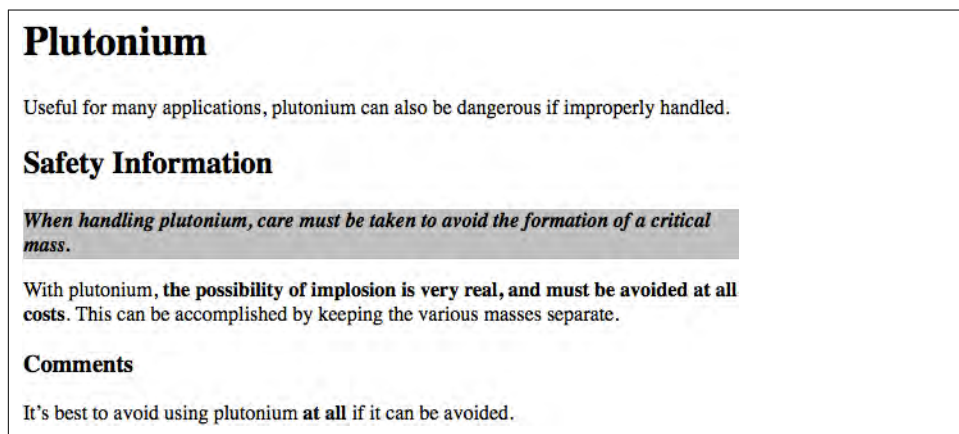 Plutonium
Useful for many applications, plutonium can also be dangerous if improperly handled.
Safety Information
When handling plutonium, care must be taken to avoid the formation of a critical
mass.
With plutonium, the possibility of implosion is very real, and must be avoided at all
costs. This can be accomplished by keeping the various masses separate.
Comments
It’s best to avoid using plutonium at all if it can be avoided.